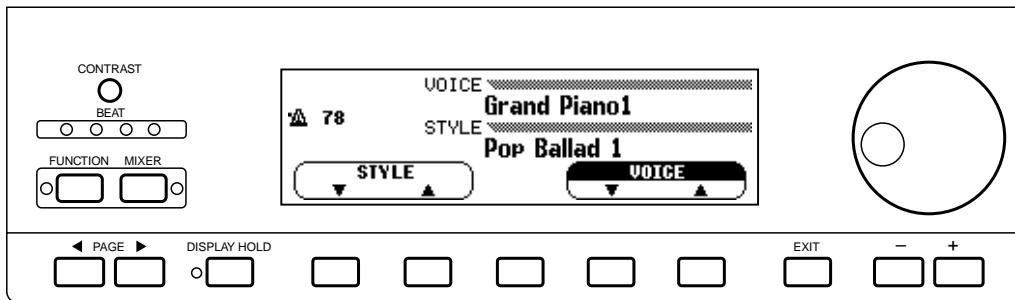 CONTRAST
BEAT
FUNCTION MIXER
VOICE
Grand Piano1
78
STYLE
Pop Ballad 1
STYLE
VOICE
PAGE
DISPLAY HOLD
EXIT
− +